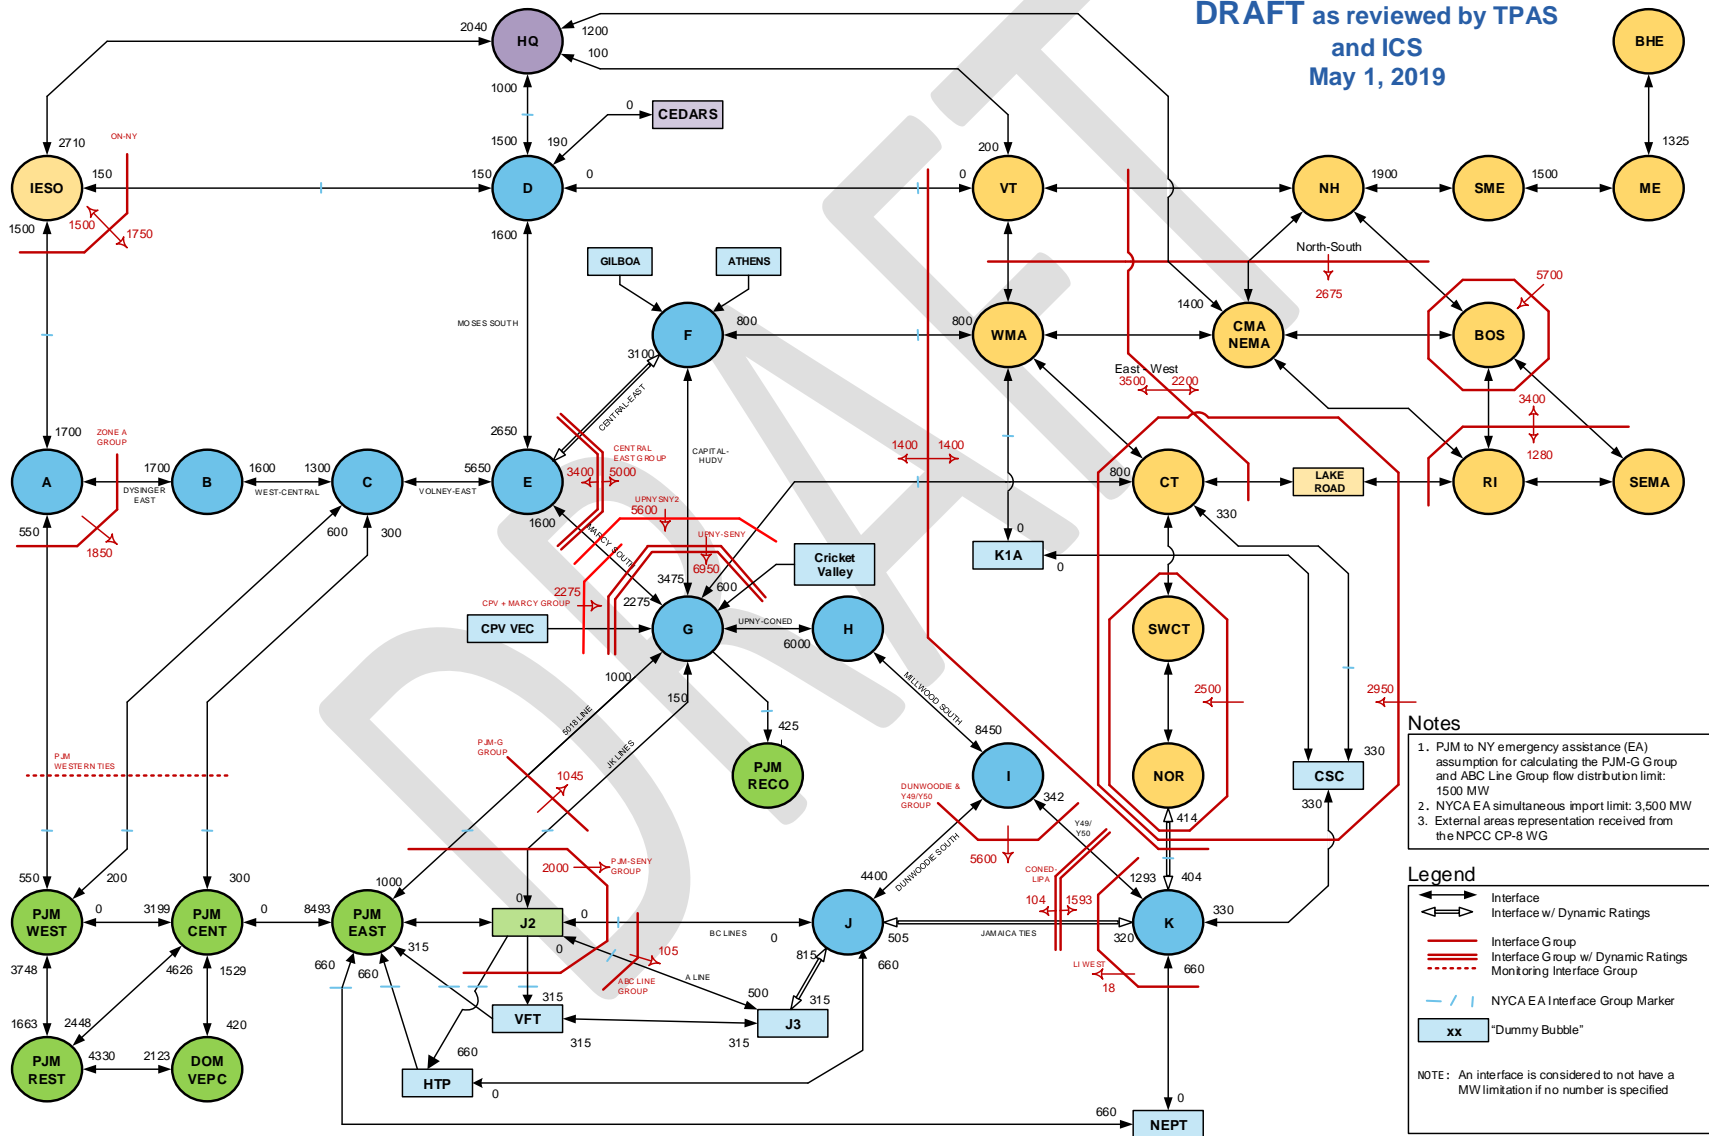 DRAFT as reviewed by TPAS
and ICS
May 1, 2019
DRAFT
2040
HQ
1200
100
BHE
1000
0
CEDARS
1325
ON-NY
2710
1500
190
200
150
IESO
150
D
0
0
VT
NH
1900
SME
1500
ME
1500
1500
1750
1600
North-South
2675
GILBOA
ATHENS
5700
MOSES SOUTH
1400
F
800
800
WMA
CMA
NEMA
BOS
3100
CENTRAL-EAST
East - West
3500
2200
3400
1280
1700
ZONE A
GROUP
2650
CENTRAL
EAST GROUP
3400
5000
CAPITAL-
HUDV
1400
1400
A
1700
DYSINGER
EAST
B
1600
WEST-CENTRAL
1300
C
5650
VOLNEY-EAST
E
800
CT
LAKE
ROAD
RI
SEMA
550
1850
600
300
1600
UPNYSNY2
5600
MARCY SOUTH
UPNY-SENY
6950
330
0
K1A
0
Cricket
Valley
3475
600
2275
CPV + MARCY GROUP
2275
CPV VEC
G
UPNY-CONED
H
6000
SWCT
1000
150
MILLWOOD SOUTH
2500
2950
5018 LINE
JK LINES
425
8450
PJM
WESTERN TIES
PJM-G
GROUP
1045
PJM
RECO
DUNWOODIE &
Y49/Y50
GROUP
I
342
NOR
330
CSC
330
414
Y49/
Y50
5600
DUNWOODIE SOUTH
CONED-
LIPA
2000
PJM-SENY
GROUP
550
200
300
1000
0
4400
1293
404
104
1593
PJM
WEST
0
3199
PJM
CENT
0
8493
PJM
EAST
J2
0
BC LINES
0
J
505
JAMAICA TIES
320
K
330
3748
4626
1529
315
660
660
0
105
ABC LINE
GROUP
A LINE
815
660
LI WEST
18
660
1663
2448
420
315
VFT
315
500
315
J3
315
PJM
REST
4330
2123
DOM
VEPC
660
HTP
0
660
0
NEPT
Notes
1. PJM to NY emergency assistance (EA)
assumption for calculating the PJM-G Group
and ABC Line Group flow distribution limit:
1500 MW
2. NYCA EA simultaneous import limit: 3,500 MW
3. External areas representation received from
the NPCC CP-8 WG
Legend
Interface
Interface w/ Dynamic Ratings
Interface Group
Interface Group w/ Dynamic Ratings
Monitoring Interface Group
NYCA EA Interface Group Marker
xx
"Dummy Bubble"
NOTE: An interface is considered to not have a
MW limitation if no number is specified